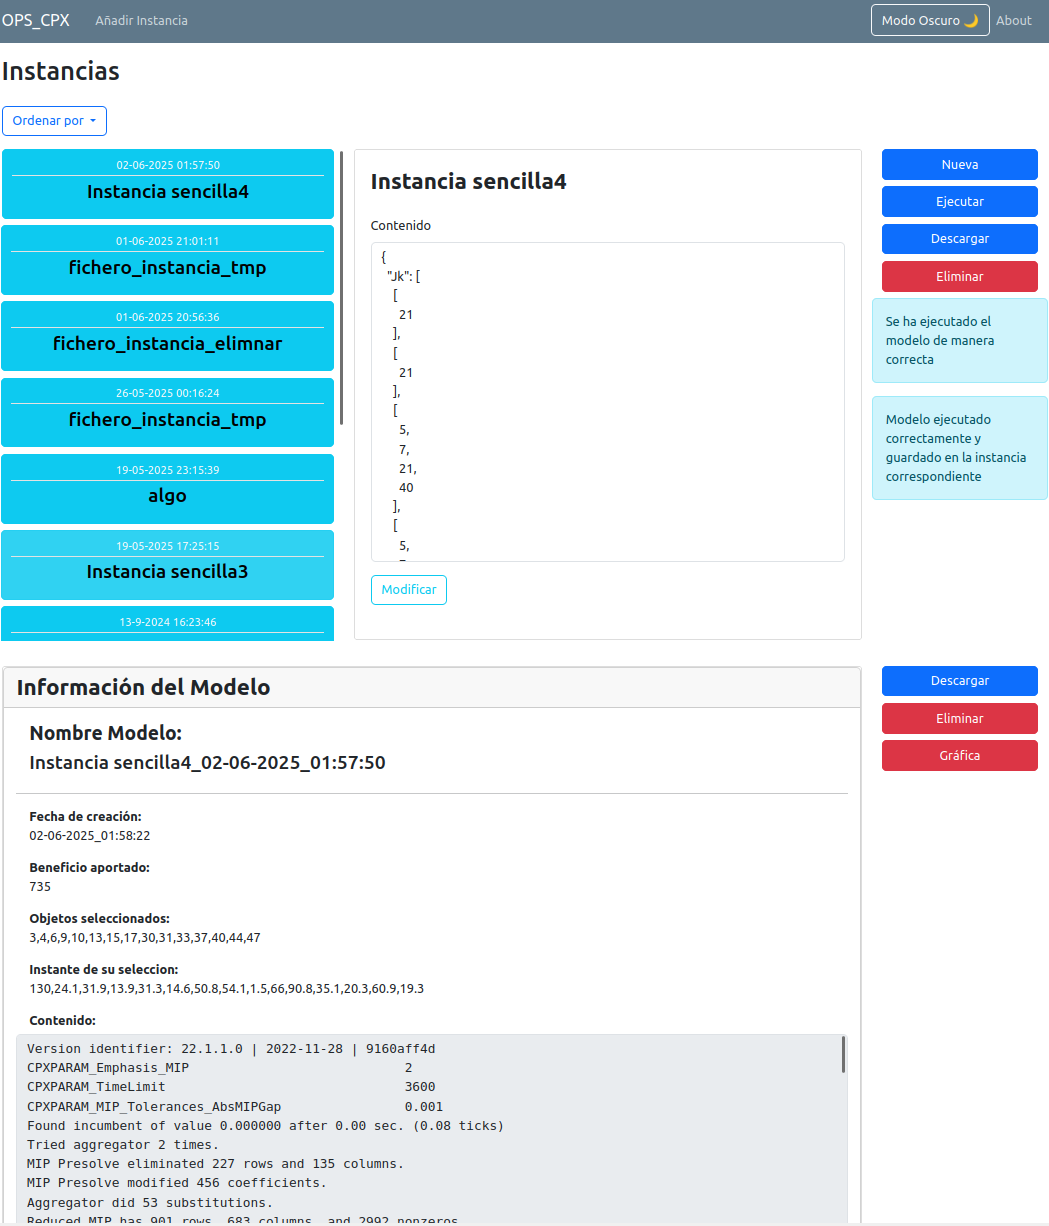 OPS_CPX Añadir Instancia Modo Oscuro 🌙 About
Instancias
Ordenar por
02-06-2025 01:57:50
Instancia sencilla4
01-06-2025 21:01:11
fichero_instancia_tmp
01-06-2025 20:56:36
fichero_instancia_elimnar
26-05-2025 00:16:24
fichero_instancia_tmp
19-05-2025 23:15:39
algo
19-05-2025 17:25:15
Instancia sencilla3
13-9-2024 16:23:46
Instancia sencilla4
Contenido
{
"Jk": [
[
21
],
[
21
],
[
5,
7,
21,
40
],
[
5,
Modificar
Nueva
Ejecutar
Descargar
Eliminar
Se ha ejecutado el
modelo de manera
correcta
Modelo ejecutado
correctamente y
guardado en la instancia
correspondiente
Información del Modelo
Nombre Modelo:
Instancia sencilla4_02-06-2025_01:57:50
Fecha de creación:
02-06-2025_01:58:22
Beneficio aportado:
735
Objetos seleccionados:
3,4,6,9,10,13,15,17,30,31,33,37,40,44,47
Instante de su seleccion:
130,24.1,31.9,13.9,31.3,14.6,50.8,54.1,1.5,66,90.8,35.1,20.3,60.9,19.3
Contenido:
Version identifier: 22.1.1.0 | 2022-11-28 | 9160aff4d
CPXPARAM_Emphasis_MIP 2
CPXPARAM_TimeLimit 3600
CPXPARAM_MIP_Tolerances_AbsMIPGap 0.001
Found incumbent of value 0.000000 after 0.00 sec. (0.08 ticks)
Tried aggregator 2 times.
MIP Presolve eliminated 227 rows and 135 columns.
MIP Presolve modified 456 coefficients.
Aggregator did 53 substitutions.
Reduced MIP has 901 rows, 683 columns, and 2992 nonzeros.
Descargar
Eliminar
Gráfica